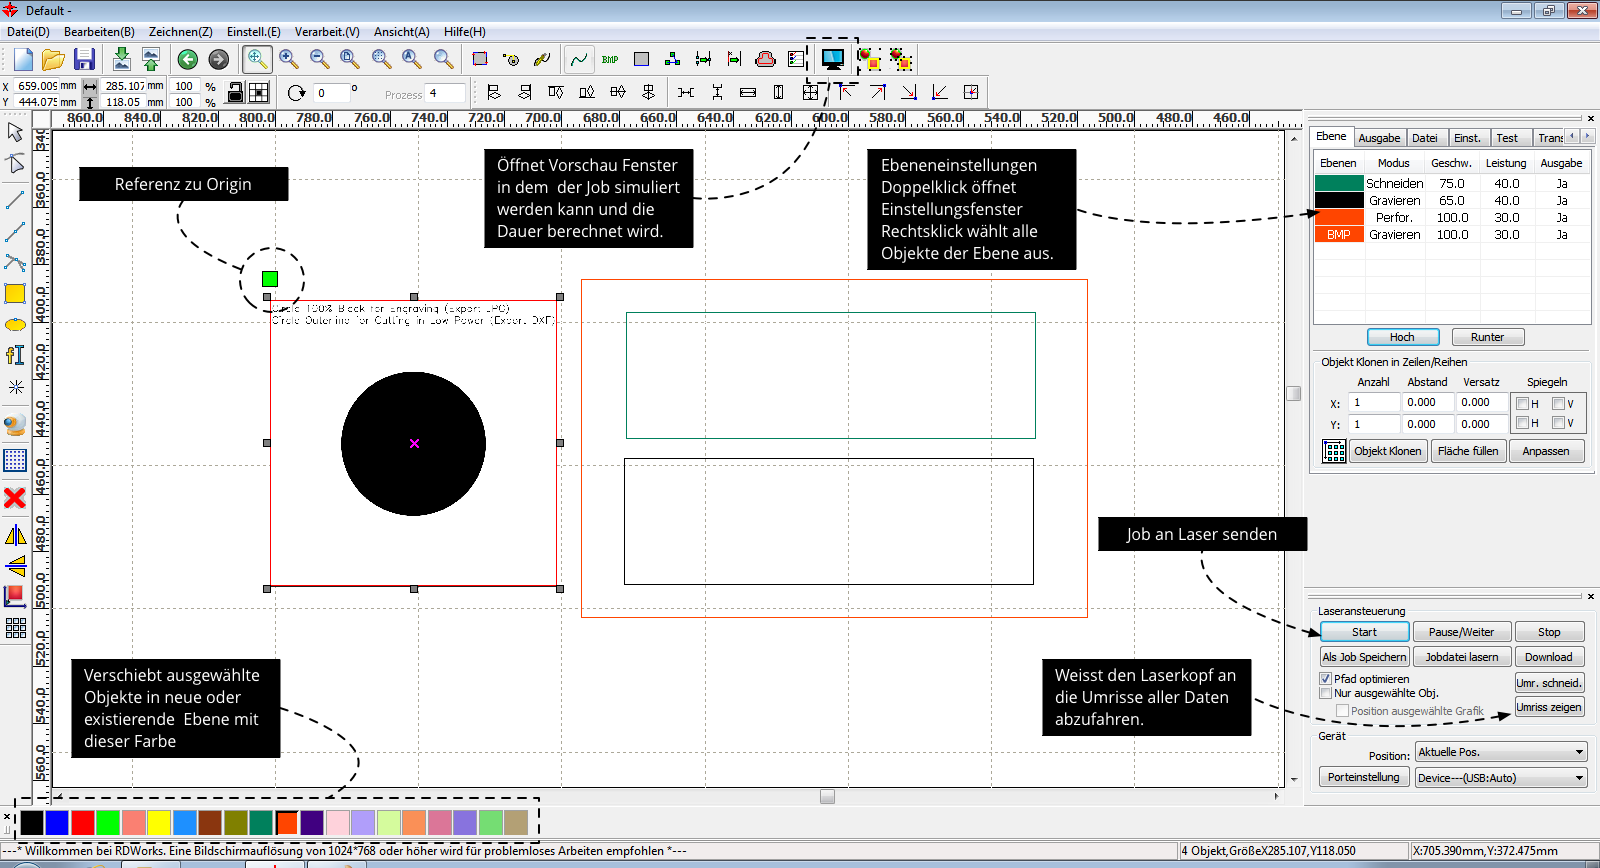 Default -
Datei(D) Bearbeiten(B) Zeichnen(Z) Einstell.(E) Verarbeit.(V) Ansicht(A) Hilfe(H)
BMP
X 659.009 mm 285.107 mm 100 %
Y 444.075 mm 118.05 mm 100 %
0 ° Prozess 4
860.0 840.0 820.0 800.0 780.0 760.0 740.0 720.0 700.0 680.0 660.0 640.0 620.0 600.0 580.0 560.0 540.0 520.0 500.0 480.0 460.0
340
360.0
380.0
400.0
420.0
440.0
460.0
480.0
500.0
520.0
540.0
560.0
Referenz zu Origin
Öffnet Vorschau Fenster
in dem der Job simuliert
werden kann und die
Dauer berechnet wird.
Ebeneneinstellungen
Doppelklick öffnet
Einstellungsfenster
Rechtsklick wählt alle
Objekte der Ebene aus.
Circle 100% Black for Engraving (Export JPG)
Circle Outering for Cutting in Low Power (Export DXF)
Ebene Ausgabe Datei Einst. Test Tran
Ebenen Modus Geschw. Leistung Ausgabe
Schneiden 75.0 40.0 Ja
Gravieren 65.0 40.0 Ja
Perfor. 100.0 30.0 Ja
BMP Gravieren 100.0 30.0 Ja
Hoch Runter
Objekt Klonen in Zeilen/Reihen
Anzahl Abstand Versatz Spiegeln
X: 1 0.000 0.000 H V
Y: 1 0.000 0.000 H V
Objekt Klonen Fläche füllen Anpassen
Job an Laser senden
Laseransteuerung
Start Pause/Weiter Stop
Als Job Speichern Jobdatei lasern Download
Pfad optimieren
Nur ausgewählte Obj.
Umr. schneid.
Position ausgewählte Grafik
Umriss zeigen
Gerät
Position: Aktuelle Pos.
Porteinstellung Device---(USB:Auto)
Verschiebt ausgewählte
Objekte in neue oder
existierende Ebene mit
dieser Farbe
Weisst den Laserkopf an
die Umrisse aller Daten
abzufahren.
---* Willkommen bei RDWorks. Eine Bildschirmauflösung von 1024*768 oder höher wird für problemloses Arbeiten empfohlen *---
4 Objekt,GrößeX285.107,Y118.050
X:705.390mm,Y:372.475mm